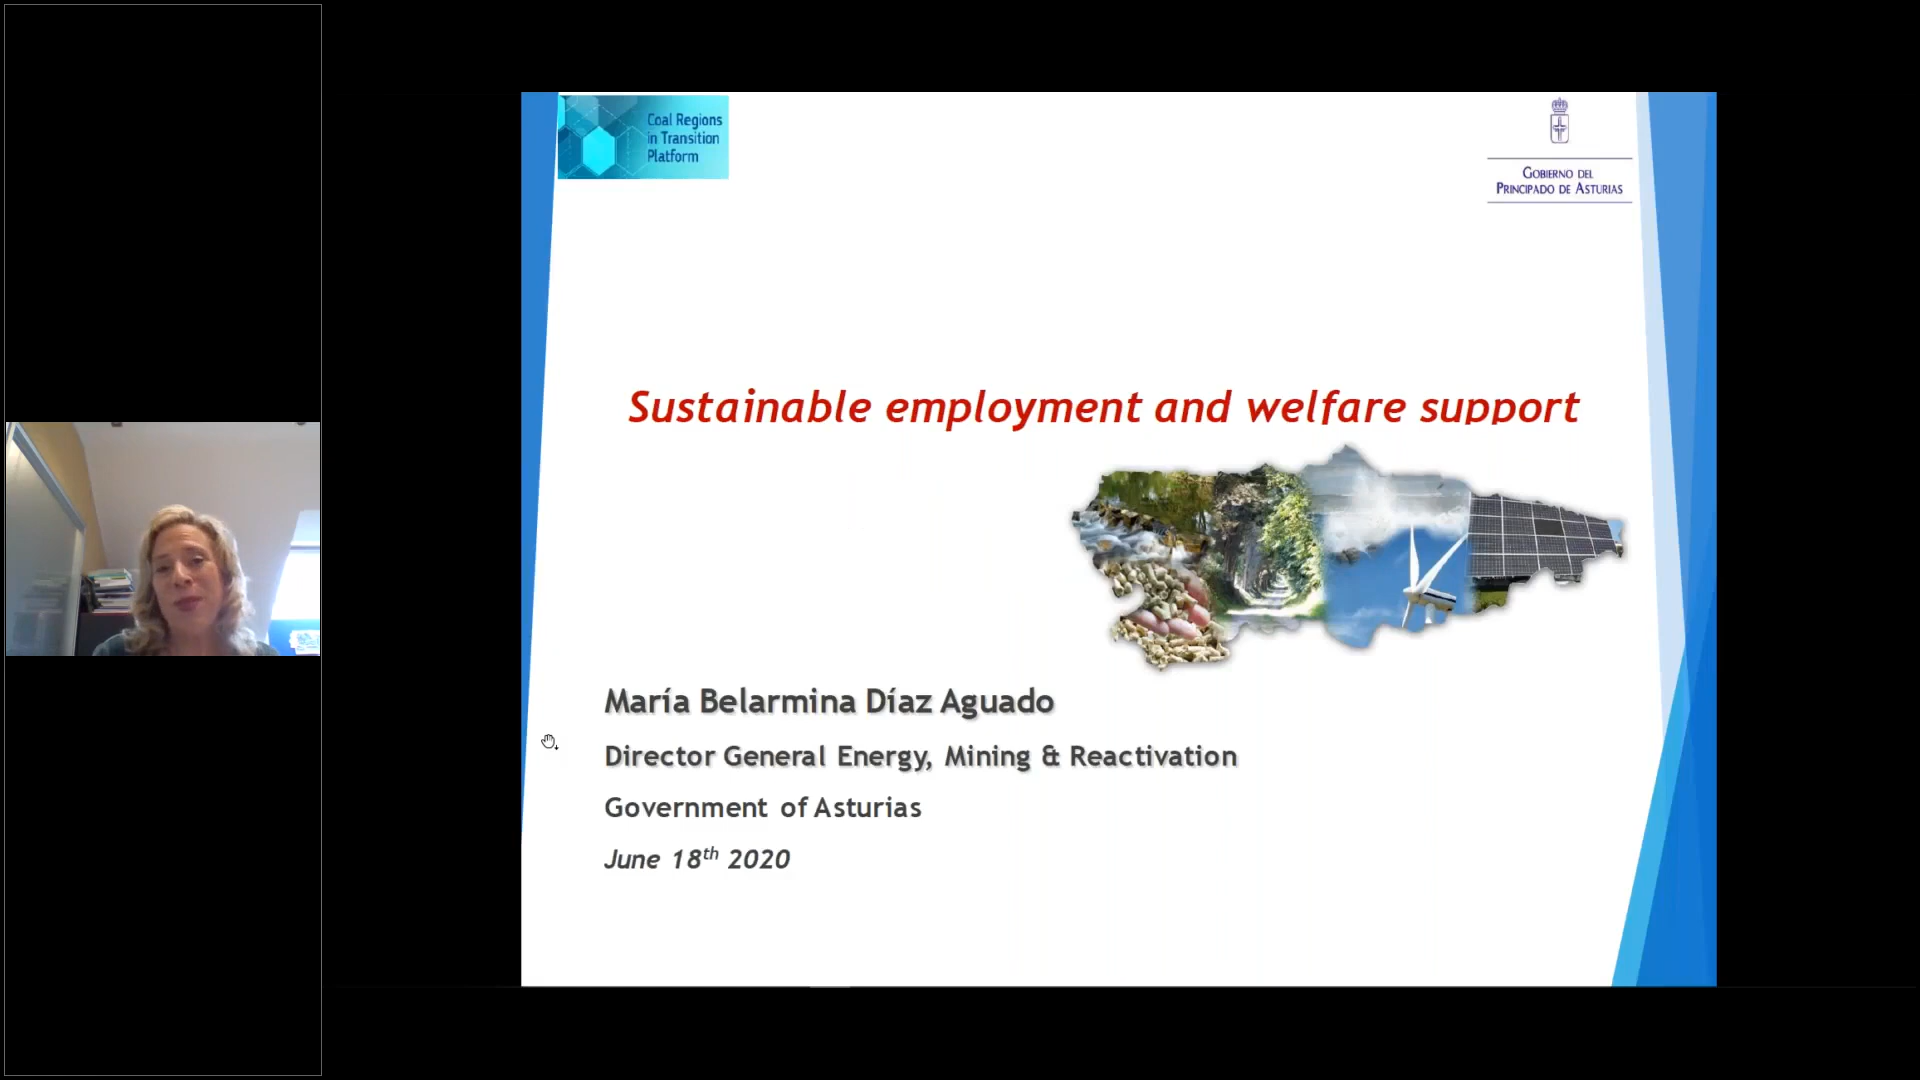 Coal Regions
in Transition
Platform
GOBIERNO DEL
PRINCIPADO DE ASTURIAS
Sustainable employment and welfare support
María Belarmina Díaz Aguado
Director General Energy, Mining & Reactivation
Government of Asturias
June 18th 2020